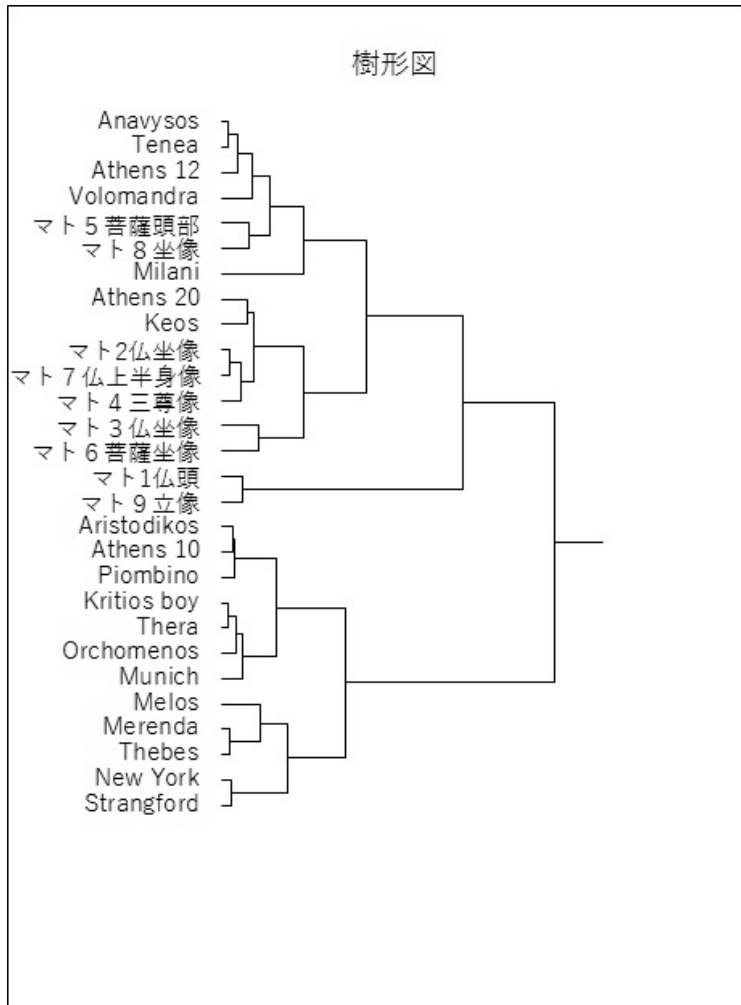 樹形図
Anavysos
Tenea
Athens 12
Volomandra
マト 5 菩薩頭部
マト 8 坐像
Milani
Athens 20
Keos
マト2仏坐像
マト 7 仏上半身像
マト 4 三尊像
マト 3 仏坐像
マト 6 菩薩坐像
マト1仏頭
マト 9 立像
Aristodikos
Athens 10
Piombino
Kritios boy
Thera
Orchomenos
Munich
Melos
Merenda
Thebes
New York
Strangford